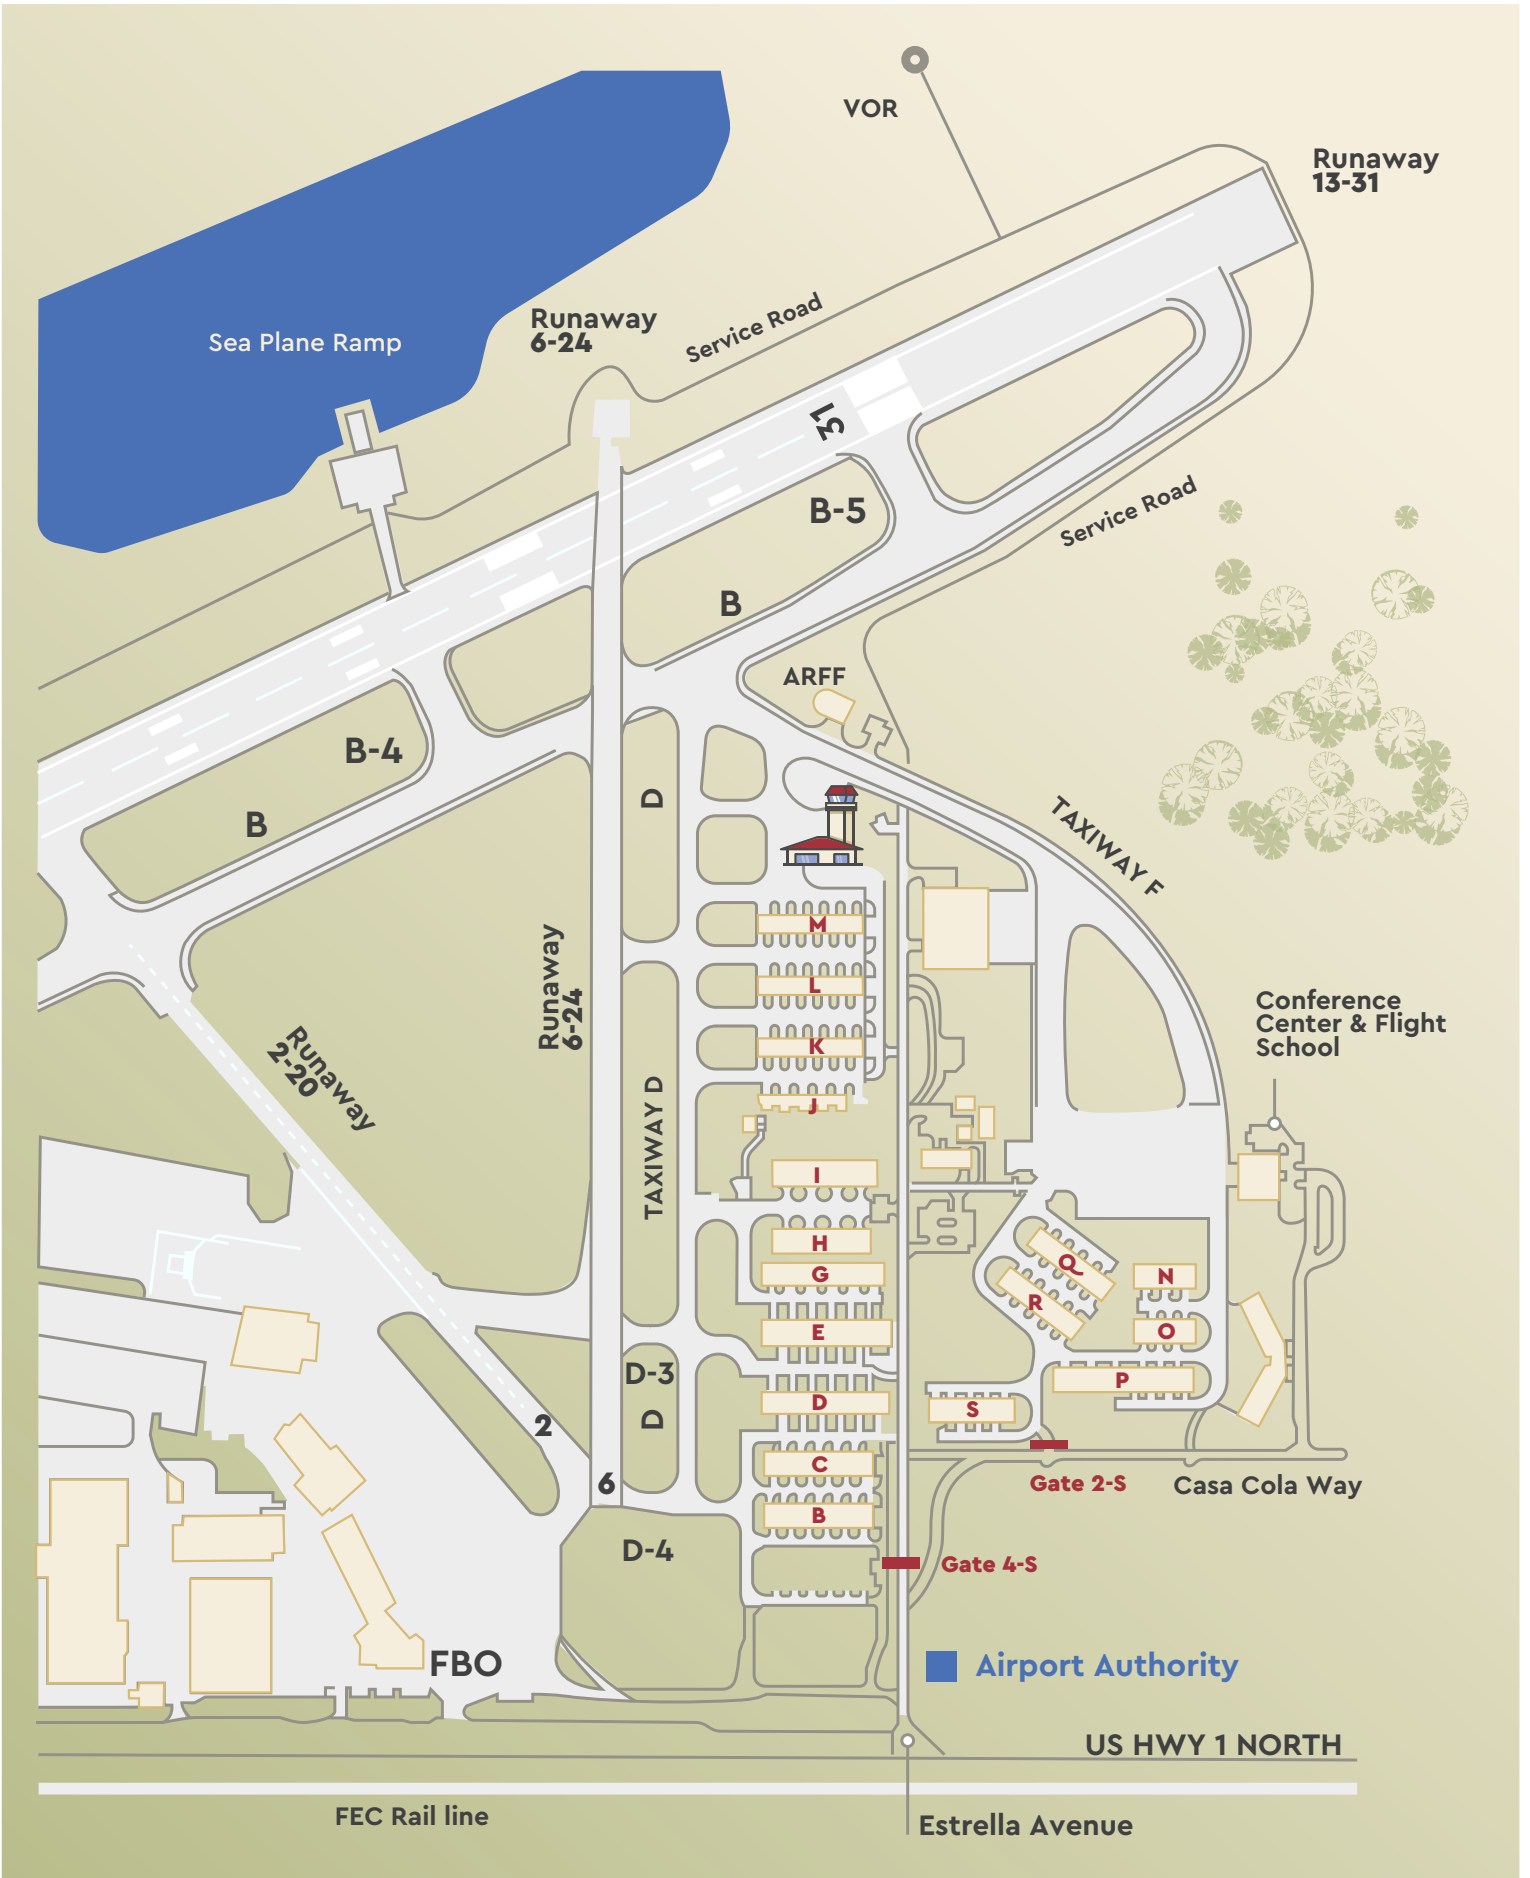 VOR
Runaway
13-31
Sea Plane Ramp
Runaway
6-24
Service Road
31
B-5
Service Road
B
ARFF
B-4
D
B
TAXIWAY F
M
Runaway
6-24
L
Conference
Center & Flight
School
Runaway
2-20
K
J
TAXIWAY D
I
H
Q
G
N
R
E
O
D-3
P
D
D
S
2
C
6
Gate 2-S
Casa Cola Way
B
D-4
Gate 4-S
FBO
Airport Authority
US HWY 1 NORTH
FEC Rail line
Estrella Avenue